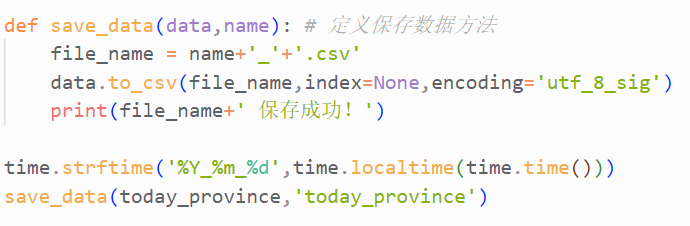 def save_data(data,name): # 定义保存数据方法
    file_name = name+'_'+'.csv'
    data.to_csv(file_name,index=None,encoding='utf_8_sig')
    print(file_name+' 保存成功！')

time.strftime('%Y_%m_%d',time.localtime(time.time()))
save_data(today_province,'today_province')